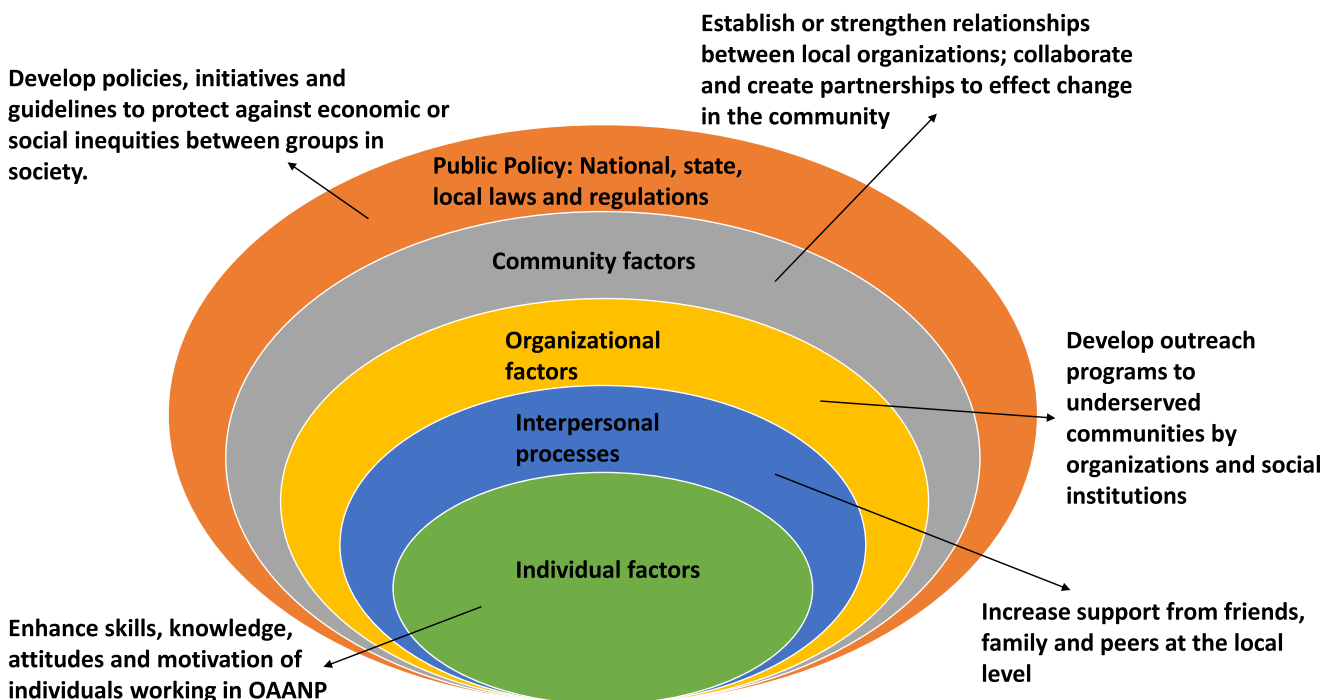 Establish or strengthen relationships
between local organizations; collaborate
and create partnerships to effect change
in the community
Develop policies, initiatives and
guidelines to protect against economic or
social inequities between groups in
society.
Public Policy: National, state,
local laws and regulations
Community factors
Organizational
factors
Develop outreach
programs to
underserved
communities by
organizations and social
institutions
Interpersonal
processes
Individual factors
Increase support from friends,
family and peers at the local
level
Enhance skills, knowledge,
attitudes and motivation of
individuals working in OAANP